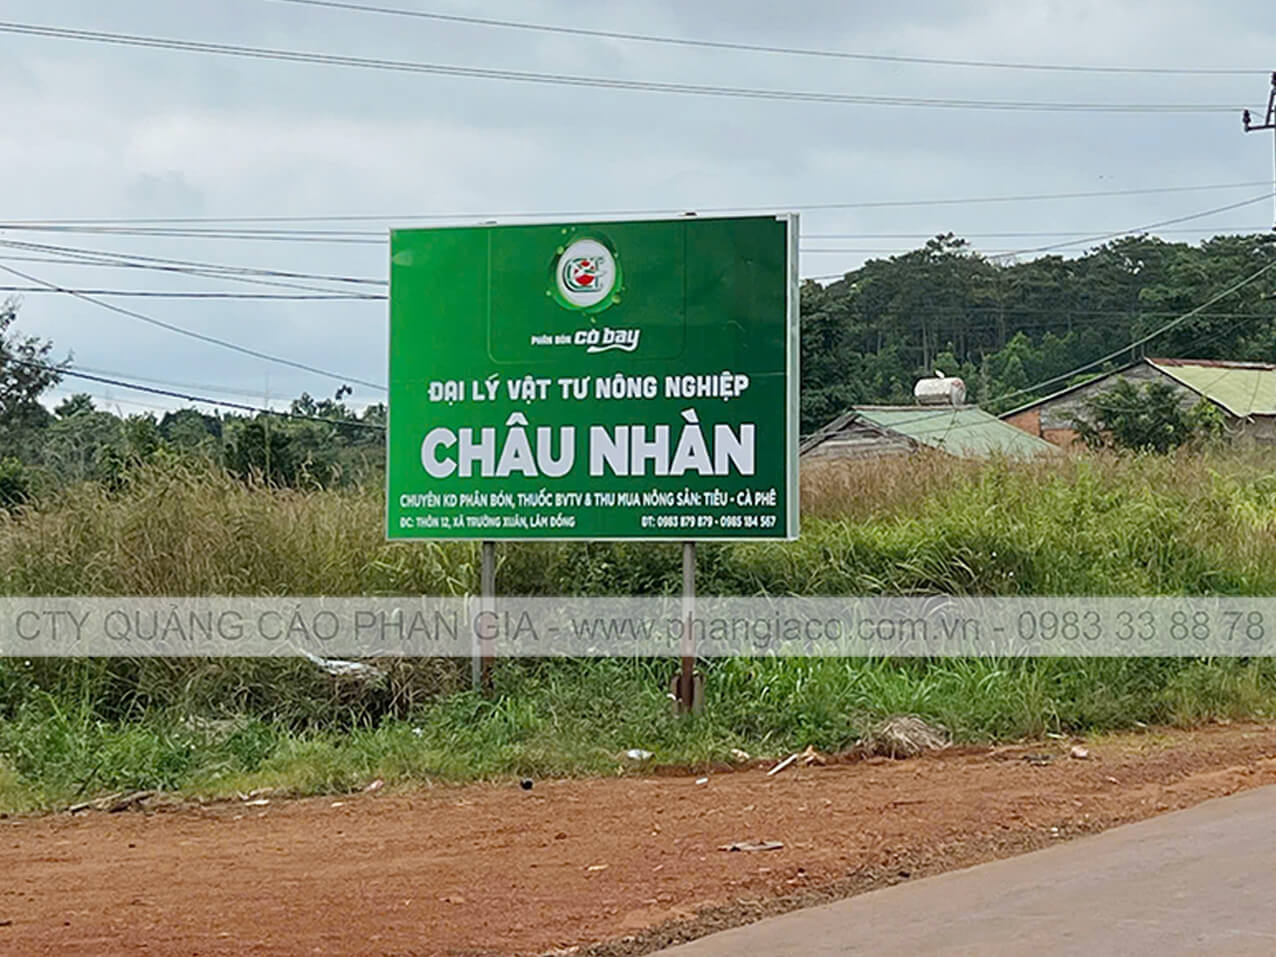 PHÂN BÓN CÒ bay
ĐẠI LÝ VẬT TƯ NÔNG NGHIỆP
CHÂU NHÀN
CHUYÊN KD PHÂN BÓN, THUỐC BVTV & THU MUA NÔNG SẢN: TIÊU - CÀ PHÊ
ĐC: THÔN 12, XÃ TRƯỜNG XUÂN, LÂM ĐỒNG ĐT: 0983 879 879 - 0985 184 567
CTY QUẢNG CÁO PHAN GIA - www.phangiaco.com.vn - 0983 33 88 78